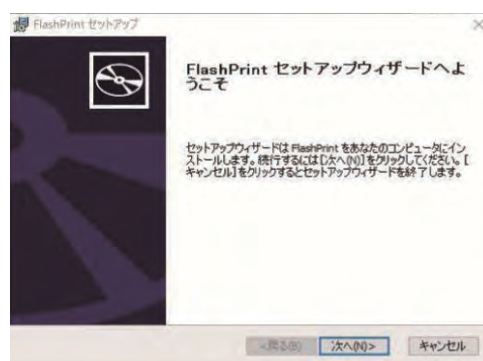 FlashPrint セットアップ
FlashPrint セットアップウィザードへよ
うこそ
セットアップウィザードは FlashPrint をあなたのコンピュータにイン
ストールします。続行するには[次へ(N)]をクリックしてください。[
キャンセル]をクリックするとセットアップウィザードを終了します。
<戻る(B) 次へ(N)> キャンセル